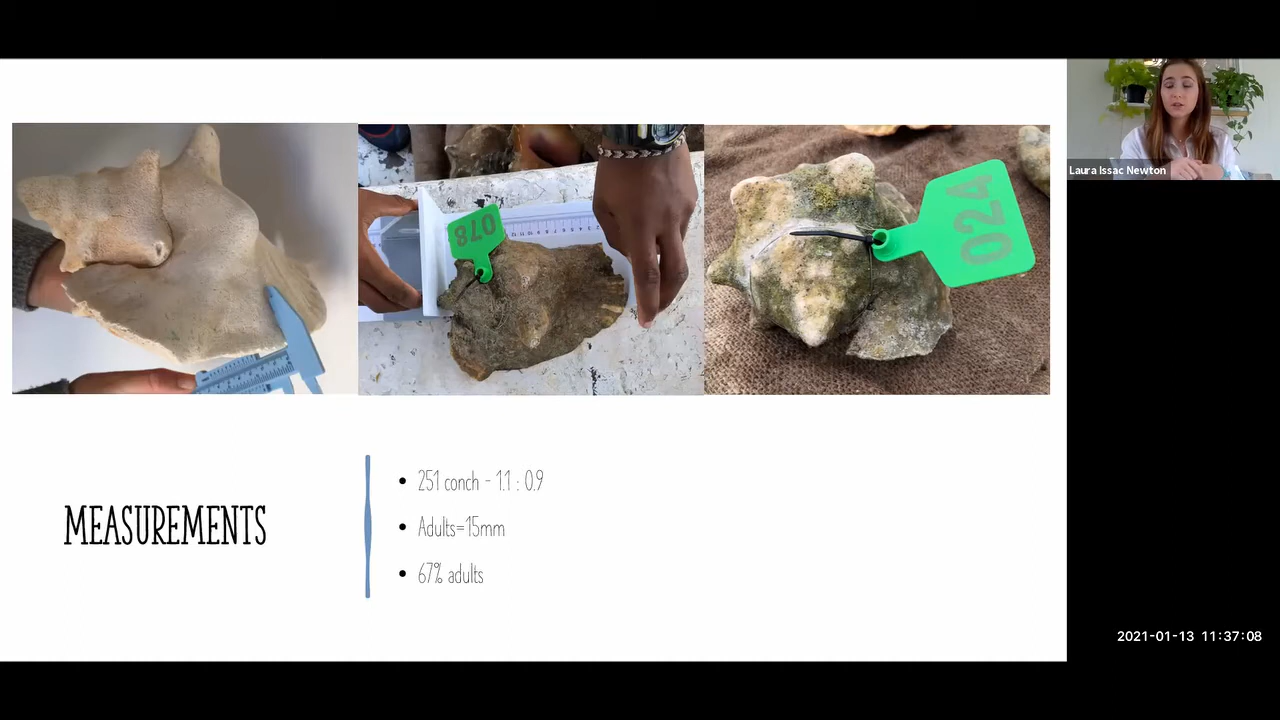 078
024
Laura Issac Newton
MEASUREMENTS
• 251 conch - 1.1 : 0.9
• Adults=15mm
• 67% adults
2021-01-13 11:37:08